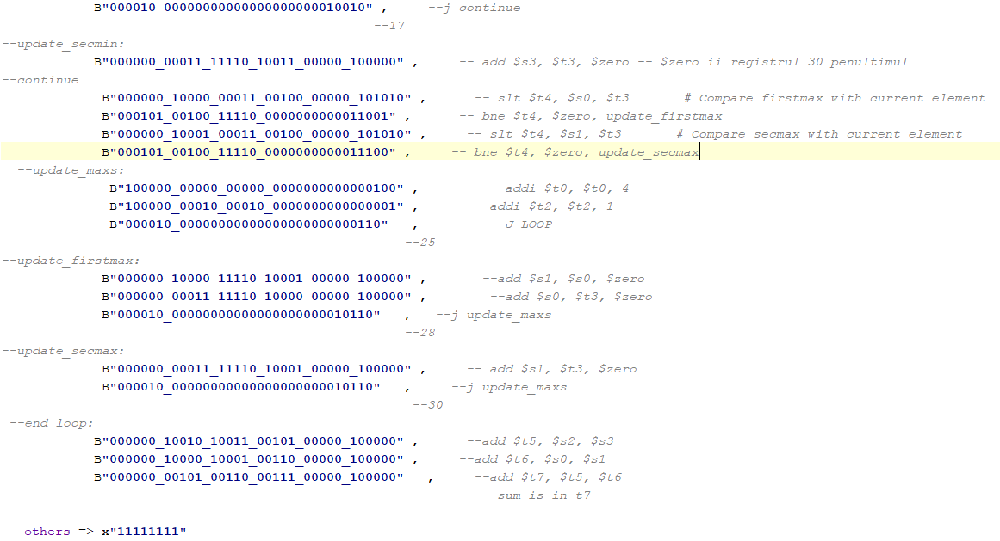 B"000010_00000000000000000000010010" , --j continue
--17
--update_secmin:
B"000000_00011_11110_10011_00000_100000" , -- add $s3, $t3, $zero -- $zero ii registrul 30 penultimul
--continue
B"000000_10000_00011_00100_00000_101010" , -- slt $t4, $s0, $t3 # Compare firstmax with current element
B"000101_00100_11110_0000000000011001" , -- bne $t4, $zero, update_firstmax
B"000000_10001_00011_00100_00000_101010" , -- slt $t4, $s1, $t3 # Compare secmax with current element
B"000101_00100_11110_0000000000011100" , -- bne $t4, $zero, update_secmax
--update_maxs:
B"100000_00000_00000_0000000000000100" , -- addi $t0, $t0, 4
B"100000_00010_00010_0000000000000001" , -- addi $t2, $t2, 1
B"000010_00000000000000000000000110" , --J LOOP
--25
--update_firstmax:
B"000000_10000_11110_10001_00000_100000" , --add $s1, $s0, $zero
B"000000_00011_11110_10000_00000_100000" , --add $s0, $t3, $zero
B"000010_00000000000000000000010110" , --j update_maxs
--28
--update_secmax:
B"000000_00011_11110_10001_00000_100000" , -- add $s1, $t3, $zero
B"000010_00000000000000000000010110" , --j update_maxs
--30
--end loop:
B"000000_10010_10011_00101_00000_100000" , --add $t5, $s2, $s3
B"000000_10000_10001_00110_00000_100000" , --add $t6, $s0, $s1
B"000000_00101_00110_00111_00000_100000" , --add $t7, $t5, $t6
---sum is in t7
others => x"11111111"